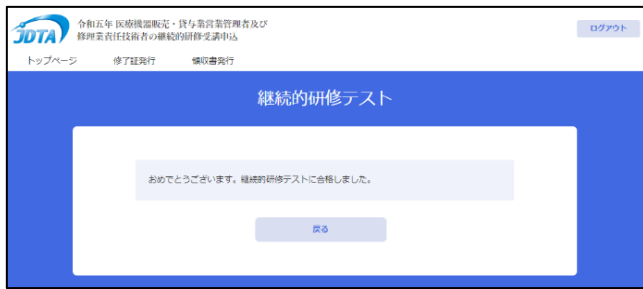 JDTA
令和五年 医療機器販売・貸与業営業管理者及び
修理業責任技術者の継続的研修受講申込
ログアウト
トップページ 修了証発行 領収書発行
継続的研修テスト
おめでとうございます。継続的研修テストに合格しました。
戻る